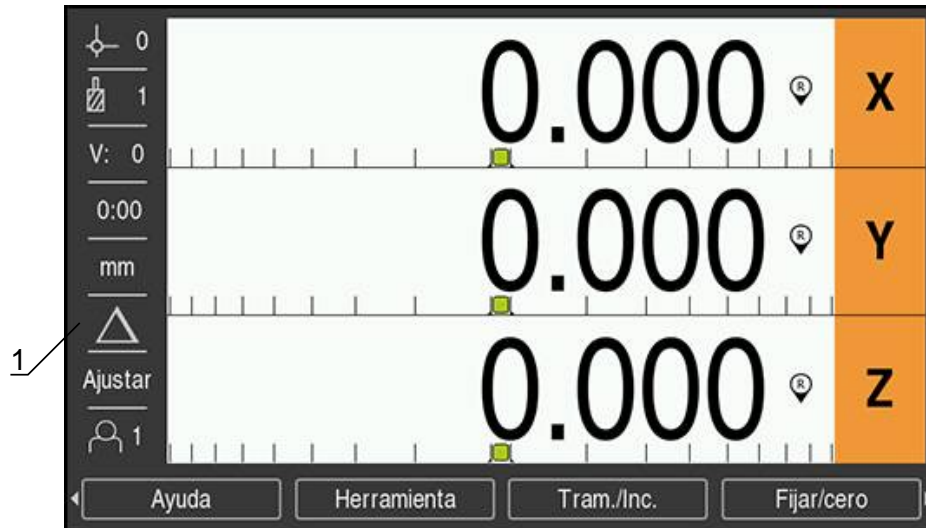 0
1
V: 0
0:00
mm
Ajustar
1
0.000 R X
0.000 R Y
0.000 R Z
1
Ayuda Herramienta Tram./Inc. Fijar/cero